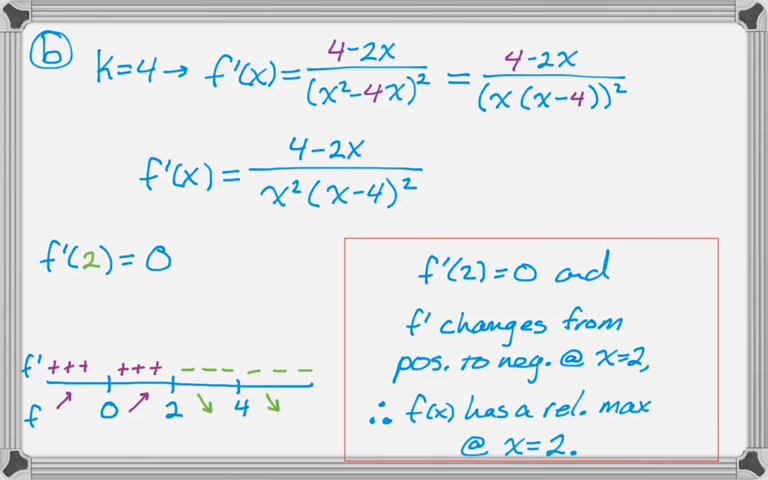 b
k=4 → f'(x) = 4-2x / (x²-4x)² = 4-2x / (x(x-4))²
f'(x) = 4-2x / x²(x-4)²
f'(2) = 0
f' +++ +++ --- ---
f ↗ 0 ↗ 2 ↘ 4 ↘
f'(2)=0 and
f' changes from
pos. to neg. @ x=2,
∴ f(x) has a rel. max
@ x=2.